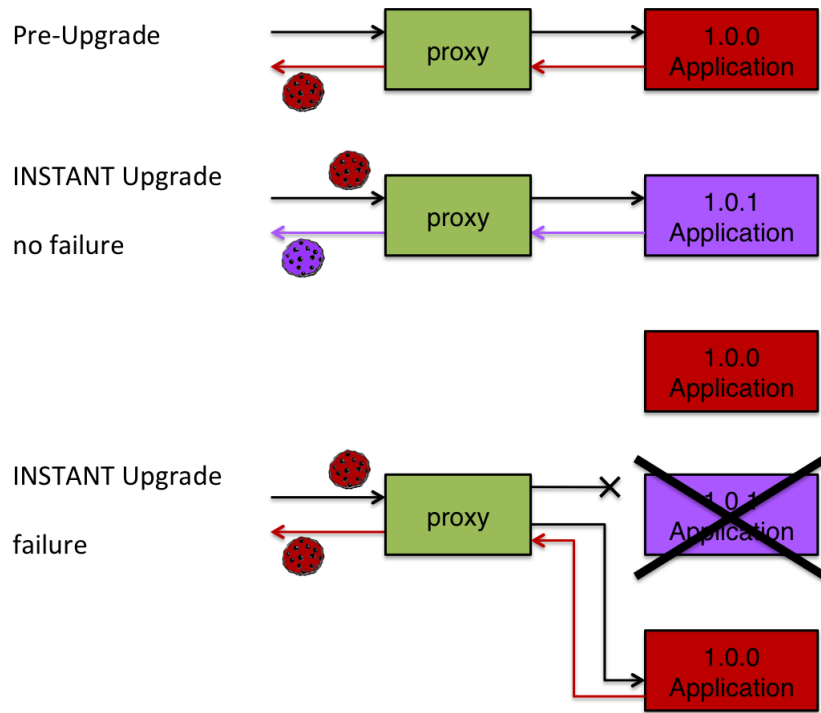 Pre-Upgrade
proxy
1.0.0
Application
INSTANT Upgrade
no failure
proxy
1.0.1
Application
1.0.0
Application
INSTANT Upgrade
failure
proxy
1.0.1
Application
1.0.0
Application